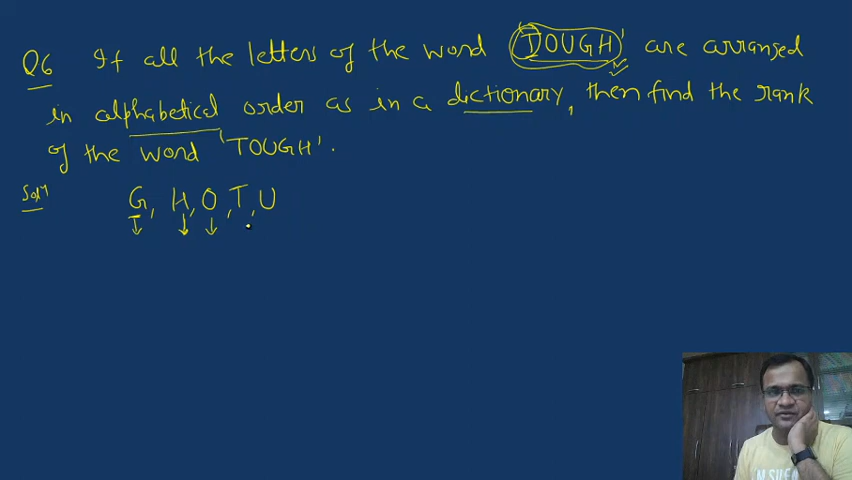 Q6 If all the letters of the word 'TOUGH' are arranged
in alphabetical order as in a dictionary, then find the rank
of the word 'TOUGH'.
Solⁿ G, H, O, T, U